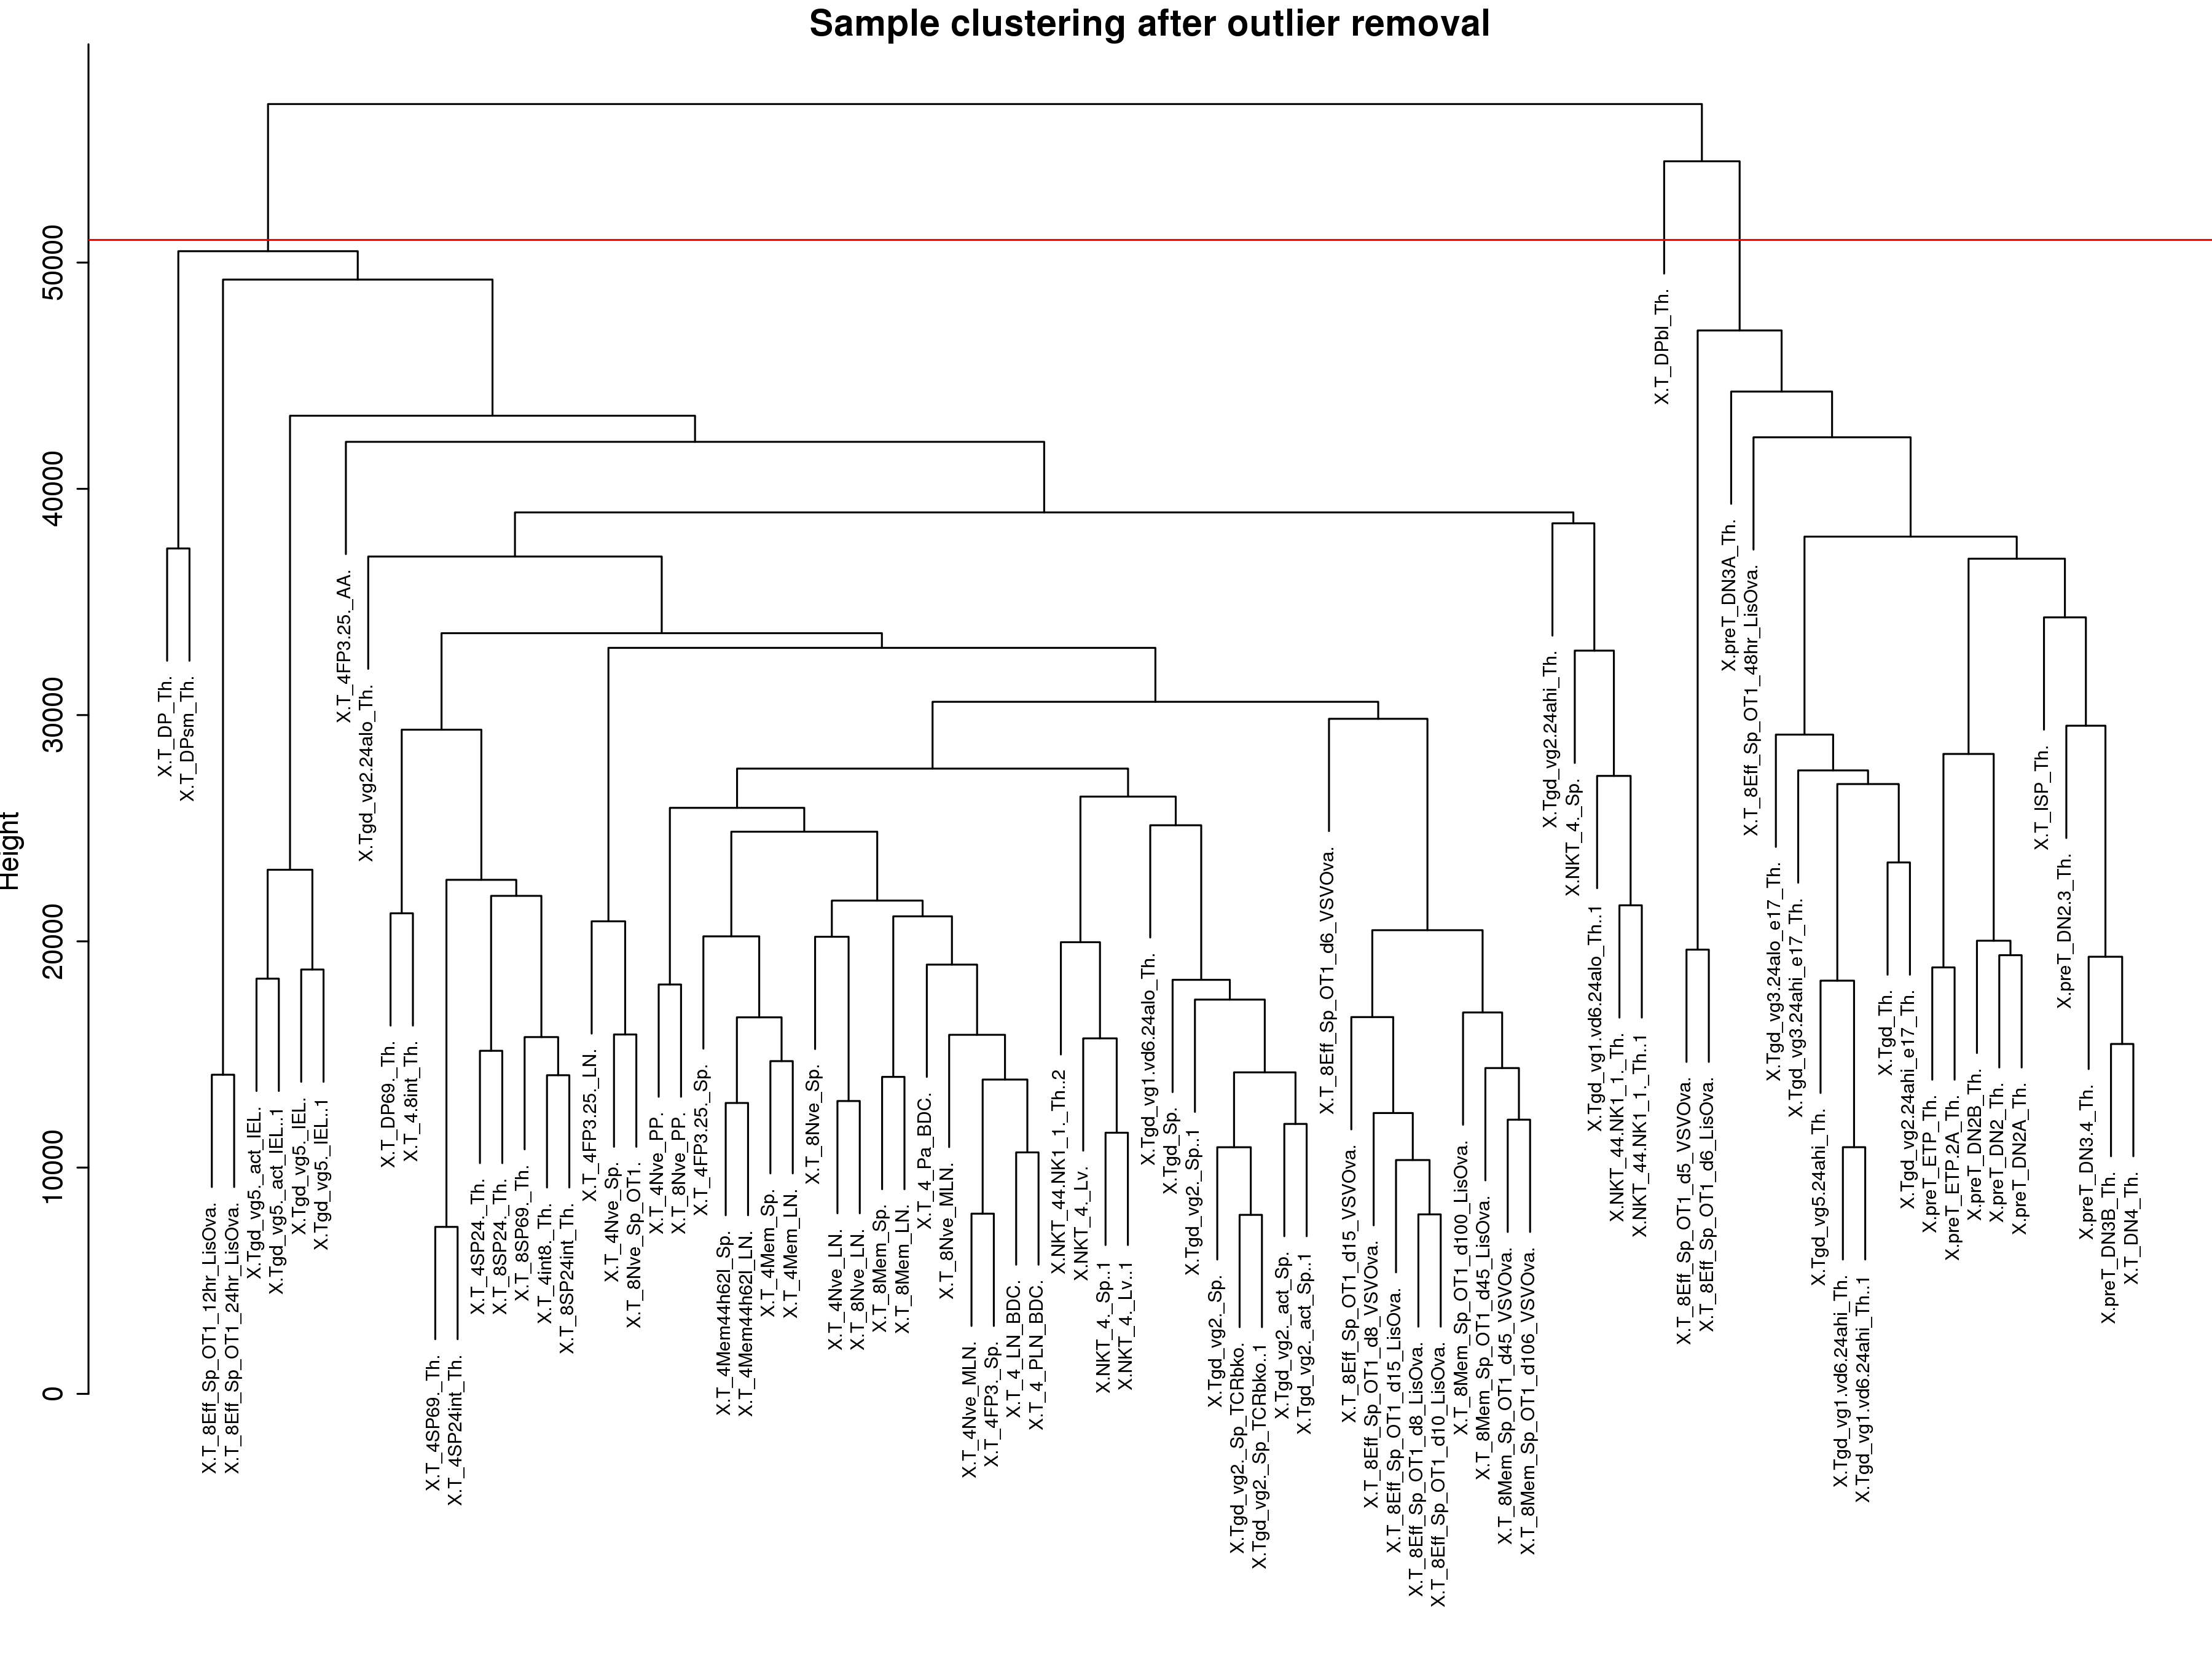 Sample clustering after outlier removal
Height
50000
40000
30000
20000
10000
0
X.T_DP_Th.
X.T_DPsm_Th.
X.T_8Eff_Sp_OT1_12hr_LisOva.
X.T_8Eff_Sp_OT1_24hr_LisOva.
X.Tgd_vg5._act_IEL.
X.Tgd_vg5._act_IEL..1
X.Tgd_vg5._IEL.
X.Tgd_vg5._IEL..1
X.T_4FP3.25._AA.
X.Tgd_vg2.24alo_Th.
X.T_DP69._Th.
X.T_4.8int_Th.
X.T_4SP69._Th.
X.T_4SP24int_Th.
X.T_4SP24._Th.
X.T_8SP24._Th.
X.T_8SP69._Th.
X.T_4int8._Th.
X.T_8SP24int_Th.
X.T_4FP3.25._LN.
X.T_4Nve_Sp.
X.T_8Nve_Sp_OT1.
X.T_4Nve_PP.
X.T_8Nve_PP.
X.T_4FP3.25._Sp.
X.T_4Mem44h62l_Sp.
X.T_4Mem44h62l_LN.
X.T_4Mem_Sp.
X.T_4Mem_LN.
X.T_8Nve_Sp.
X.T_4Nve_LN.
X.T_8Nve_LN.
X.T_8Mem_Sp.
X.T_8Mem_LN.
X.T_4_Pa_BDC.
X.T_8Nve_MLN.
X.T_4Nve_MLN.
X.T_4FP3._Sp.
X.T_4_LN_BDC.
X.T_4_PLN_BDC.
X.NKT_44.NK1_1._Th..2
X.NKT_4._Lv.
X.NKT_4._Sp..1
X.NKT_4._Lv..1
X.Tgd_vg1.vd6.24alo_Th.
X.Tgd_Sp.
X.Tgd_vg2._Sp..1
X.Tgd_vg2._Sp.
X.Tgd_vg2._Sp_TCRbko.
X.Tgd_vg2._Sp_TCRbko..1
X.Tgd_vg2._act_Sp.
X.Tgd_vg2._act_Sp..1
X.T_8Eff_Sp_OT1_d6_VSVOva.
X.T_8Eff_Sp_OT1_d15_VSVOva.
X.T_8Eff_Sp_OT1_d8_VSVOva.
X.T_8Eff_Sp_OT1_d15_LisOva.
X.T_8Eff_Sp_OT1_d8_LisOva.
X.T_8Eff_Sp_OT1_d10_LisOva.
X.T_8Mem_Sp_OT1_d100_LisOva.
X.T_8Mem_Sp_OT1_d45_LisOva.
X.T_8Mem_Sp_OT1_d45_VSVOva.
X.T_8Mem_Sp_OT1_d106_VSVOva.
X.Tgd_vg2.24ahi_Th.
X.NKT_4._Sp.
X.Tgd_vg1.vd6.24alo_Th..1
X.NKT_44.NK1_1._Th.
X.NKT_44.NK1_1_Th..1
X.T_DPbl_Th.
X.T_8Eff_Sp_OT1_d5_VSVOva.
X.T_8Eff_Sp_OT1_d6_LisOva.
X.preT_DN3A_Th.
X.T_8Eff_Sp_OT1_48hr_LisOva.
X.Tgd_vg3.24alo_e17_Th.
X.Tgd_vg3.24ahi_e17_Th.
X.Tgd_vg5.24ahi_Th.
X.Tgd_vg1.vd6.24ahi_Th.
X.Tgd_vg1.vd6.24ahi_Th..1
X.Tgd_Th.
X.Tgd_vg2.24ahi_e17_Th.
X.preT_ETP_Th.
X.preT_ETP.2A_Th.
X.preT_DN2B_Th.
X.preT_DN2_Th.
X.preT_DN2A_Th.
X.T_ISP_Th.
X.preT_DN2.3_Th.
X.preT_DN3.4_Th.
X.preT_DN3B_Th.
X.T_DN4_Th.